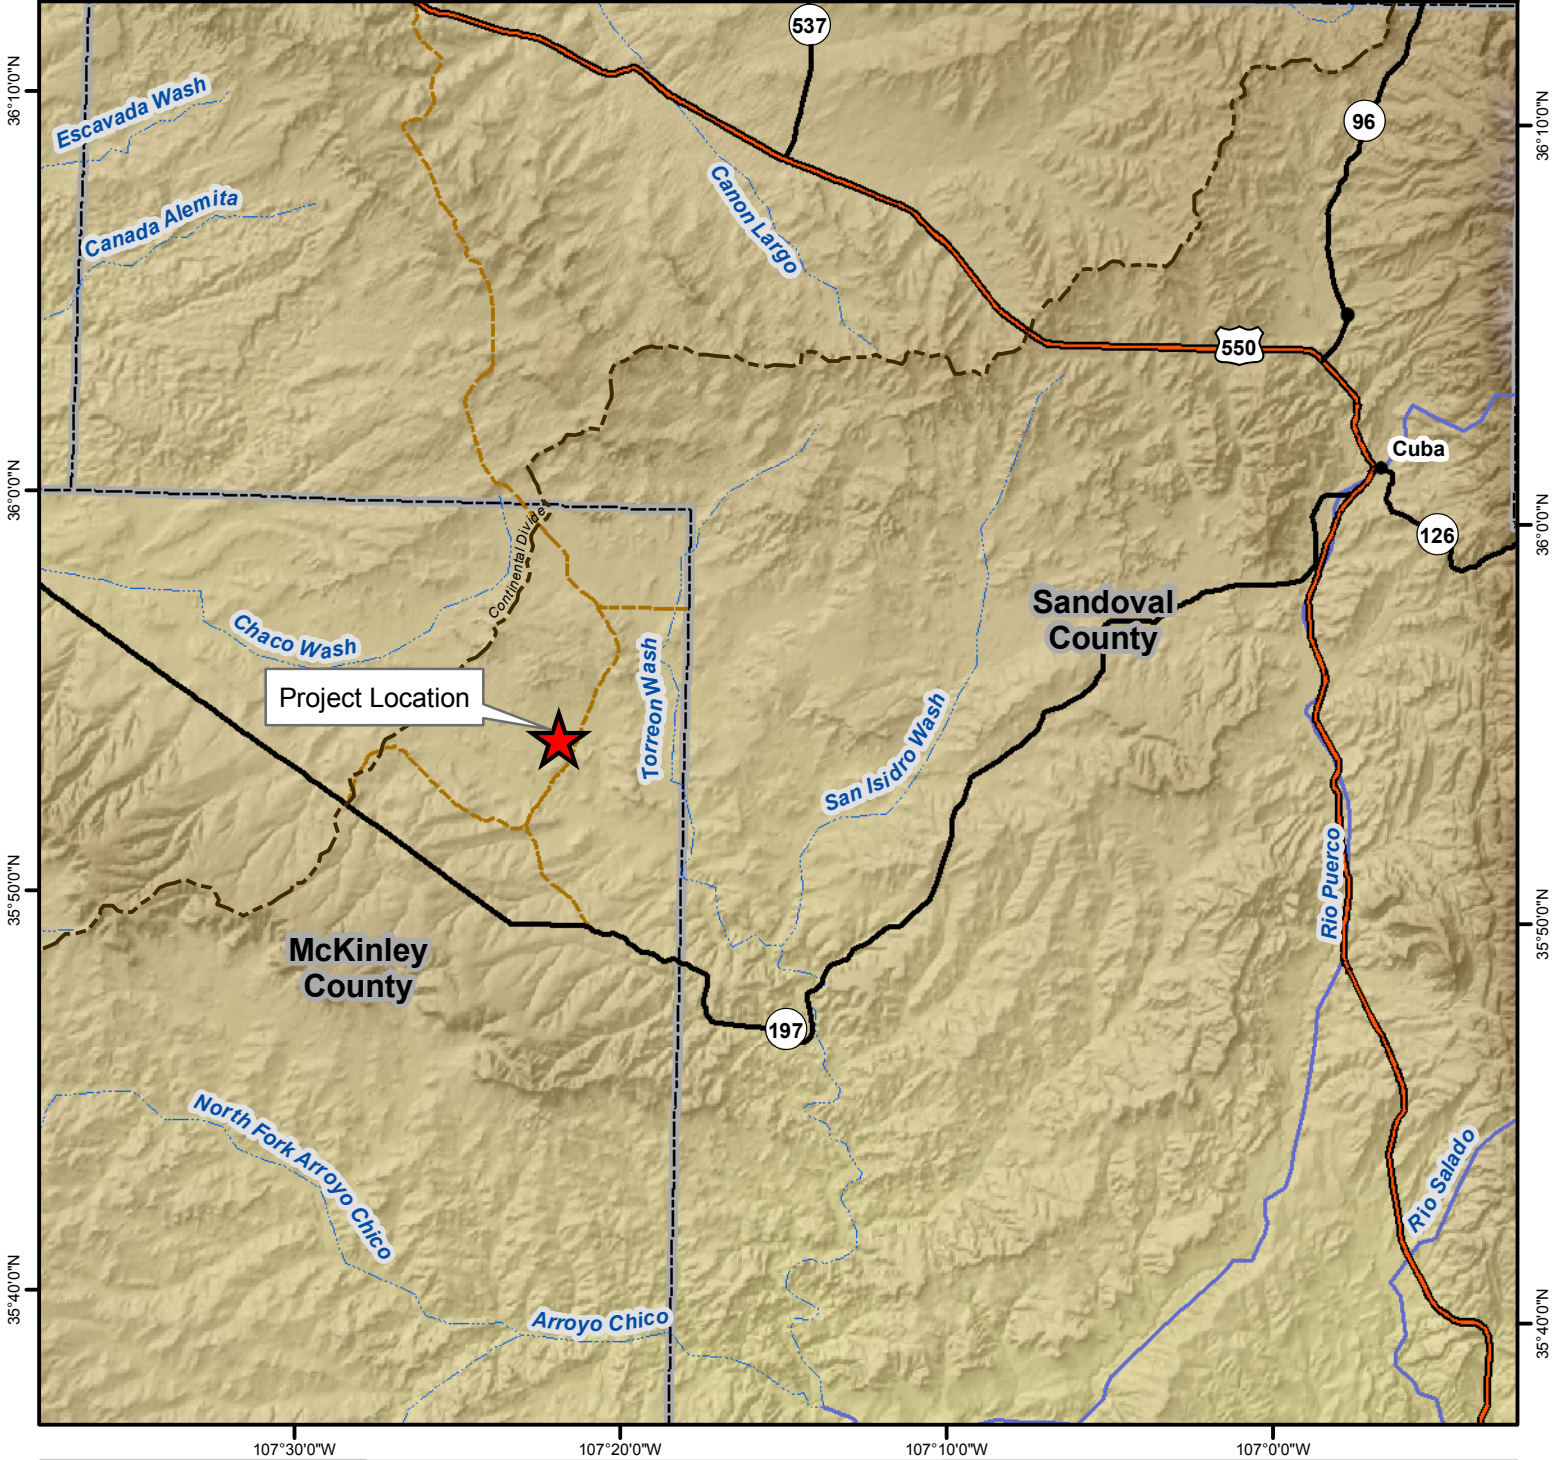 537
36°10'0"N
Escavada Wash
96
36°10'0"N
Canada Alemita
Canon Largo
550
Cuba
36°0'0"N
126
36°0'0"N
Continental Divide
Sandoval
County
Chaco Wash
Torreon Wash
Project Location
San Isidro Wash
Rio Puerco
35°50'0"N
35°50'0"N
McKinley
County
197
North Fork Arroyo Chico
Rio Salado
35°40'0"N
Arroyo Chico
35°40'0"N
107°30'0"W
107°20'0"W
107°10'0"W
107°0'0"W